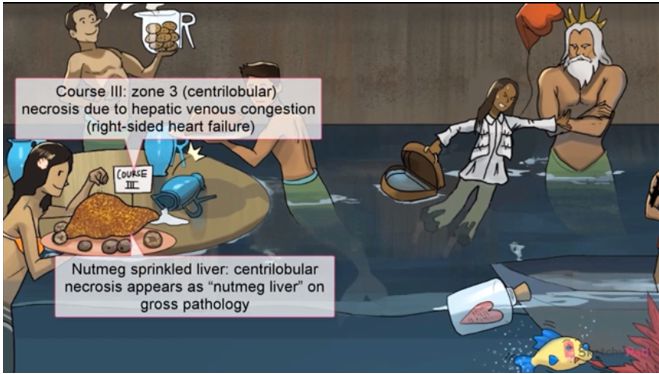 R
Course III: zone 3 (centrilobular)
necrosis due to hepatic venous congestion
(right-sided heart failure)
COURSE
III
Nutmeg sprinkled liver: centrilobular
necrosis appears as “nutmeg liver” on
gross pathology